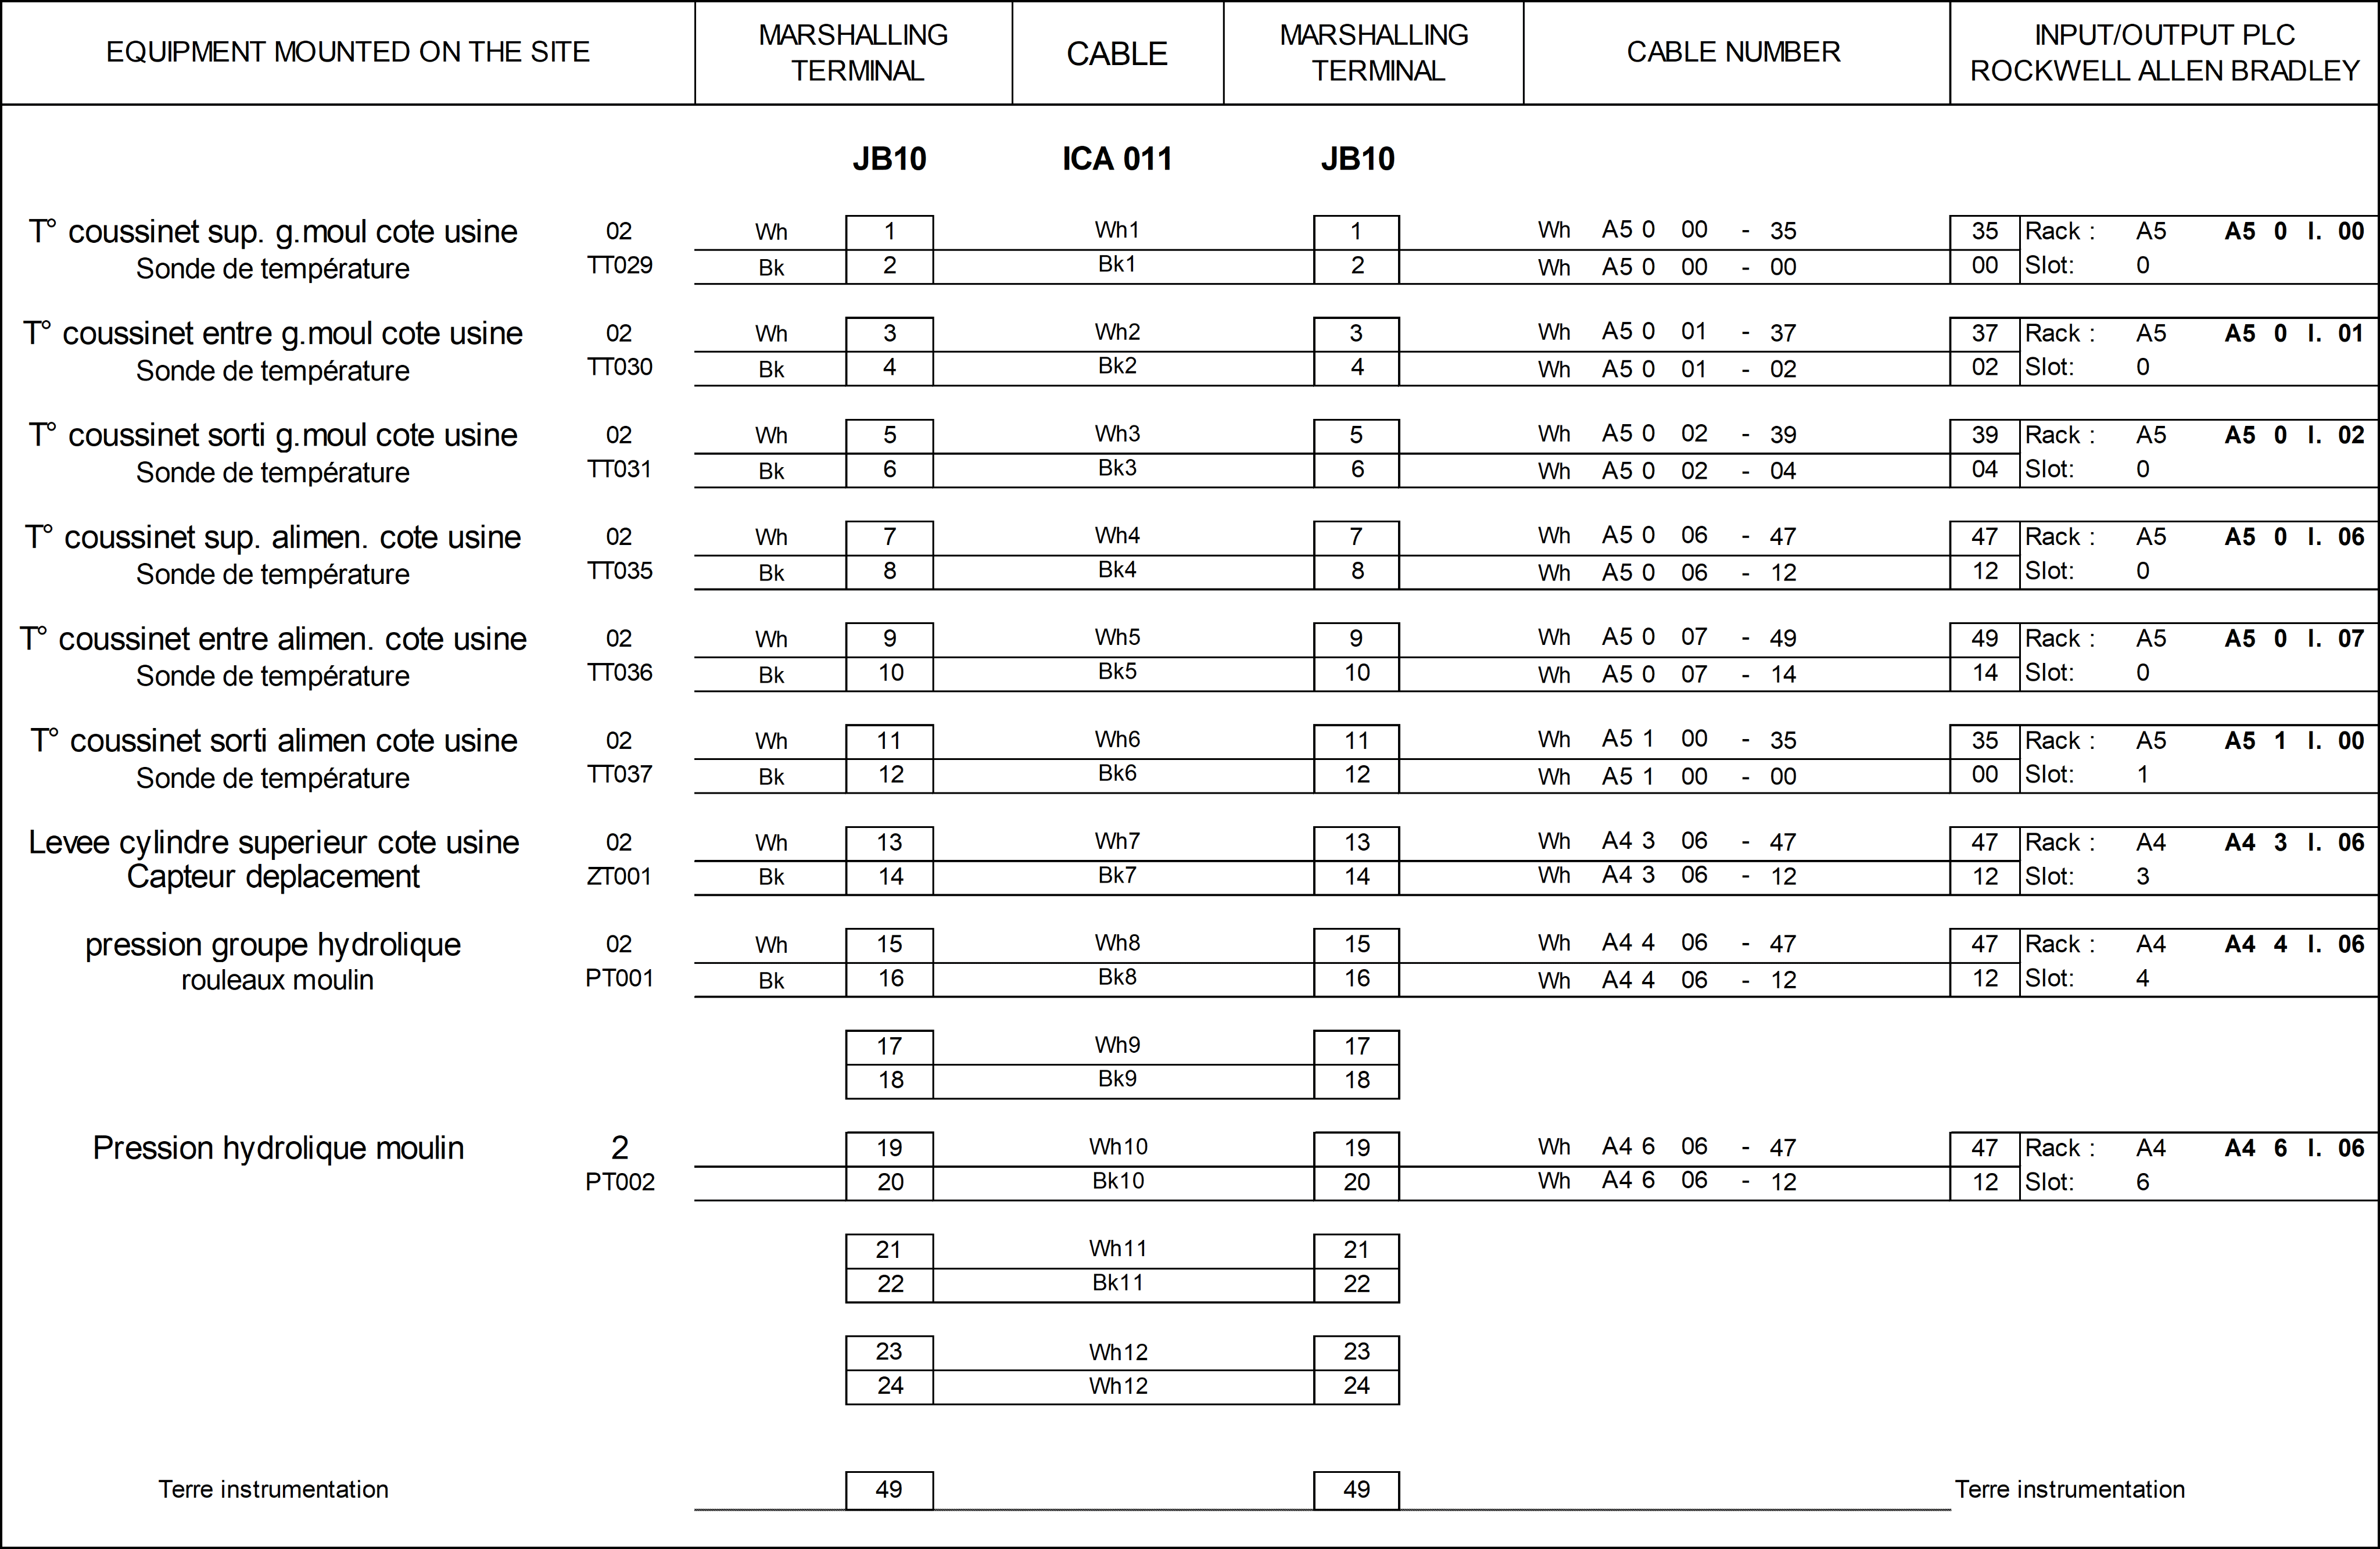 EQUIPMENT MOUNTED ON THE SITE
MARSHALLING
TERMINAL
CABLE
MARSHALLING
TERMINAL
CABLE NUMBER
INPUT/OUTPUT PLC
ROCKWELL ALLEN BRADLEY
JB10 ICA 011 JB10
T° coussinet sup. g.moul cote usine 02 Wh 1 Wh1 1 Wh A5 0 00 - 35 35 Rack : A5 A5 0 I. 00
Sonde de température TT029 Bk 2 Bk1 2 Wh A5 0 00 - 00 00 Slot: 0
T° coussinet entre g.moul cote usine 02 Wh 3 Wh2 3 Wh A5 0 01 - 37 37 Rack : A5 A5 0 I. 01
Sonde de température TT030 Bk 4 Bk2 4 Wh A5 0 01 - 02 02 Slot: 0
T° coussinet sorti g.moul cote usine 02 Wh 5 Wh3 5 Wh A5 0 02 - 39 39 Rack : A5 A5 0 I. 02
Sonde de température TT031 Bk 6 Bk3 6 Wh A5 0 02 - 04 04 Slot: 0
T° coussinet sup. alimen. cote usine 02 Wh 7 Wh4 7 Wh A5 0 06 - 47 47 Rack : A5 A5 0 I. 06
Sonde de température TT035 Bk 8 Bk4 8 Wh A5 0 06 - 12 12 Slot: 0
T° coussinet entre alimen. cote usine 02 Wh 9 Wh5 9 Wh A5 0 07 - 49 49 Rack : A5 A5 0 I. 07
Sonde de température TT036 Bk 10 Bk5 10 Wh A5 0 07 - 14 14 Slot: 0
T° coussinet sorti alimen cote usine 02 Wh 11 Wh6 11 Wh A5 1 00 - 35 35 Rack : A5 A5 1 I. 00
Sonde de température TT037 Bk 12 Bk6 12 Wh A5 1 00 - 00 00 Slot: 1
Levee cylindre superieur cote usine 02 Wh 13 Wh7 13 Wh A4 3 06 - 47 47 Rack : A4 A4 3 I. 06
Capteur deplacement ZT001 Bk 14 Bk7 14 Wh A4 3 06 - 12 12 Slot: 3
pression groupe hydrolique 02 Wh 15 Wh8 15 Wh A4 4 06 - 47 47 Rack : A4 A4 4 I. 06
rouleaux moulin PT001 Bk 16 Bk8 16 Wh A4 4 06 - 12 12 Slot: 4
17 Wh9 17
18 Bk9 18
Pression hydrolique moulin 2 19 Wh10 19 Wh A4 6 06 - 47 47 Rack : A4 A4 6 I. 06
PT002 20 Bk10 20 Wh A4 6 06 - 12 12 Slot: 6
21 Wh11 21
22 Bk11 22
23 Wh12 23
24 Wh12 24
Terre instrumentation 49 49 Terre instrumentation